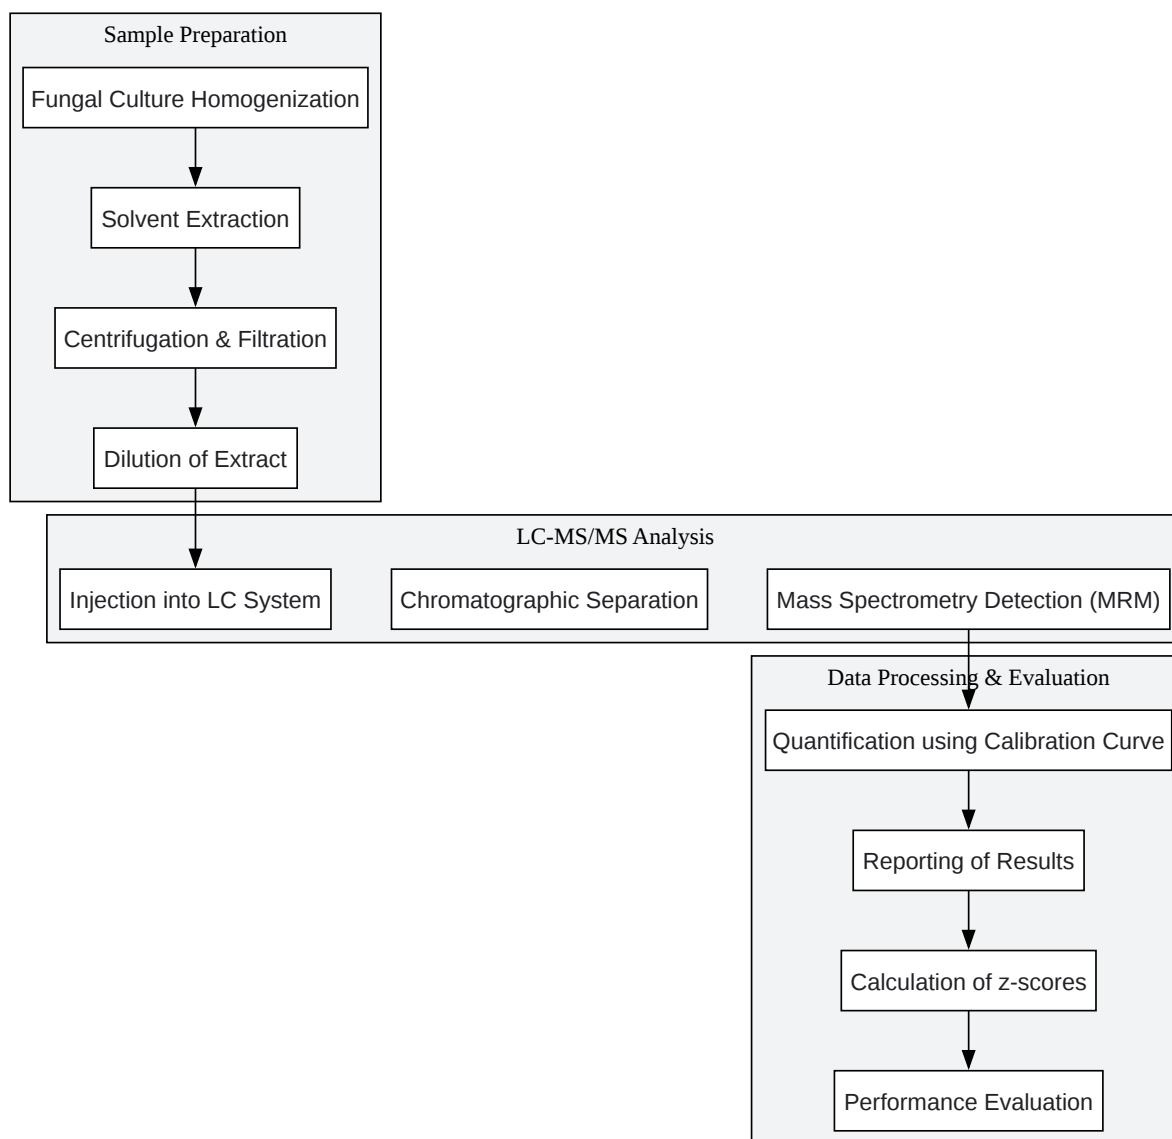 Sample Preparation
Fungal Culture Homogenization
Solvent Extraction
Centrifugation & Filtration
Dilution of Extract
LC-MS/MS Analysis
Injection into LC System
Chromatographic Separation
Mass Spectrometry Detection (MRM)
Data Processing & Evaluation
Quantification using Calibration Curve
Reporting of Results
Calculation of z-scores
Performance Evaluation